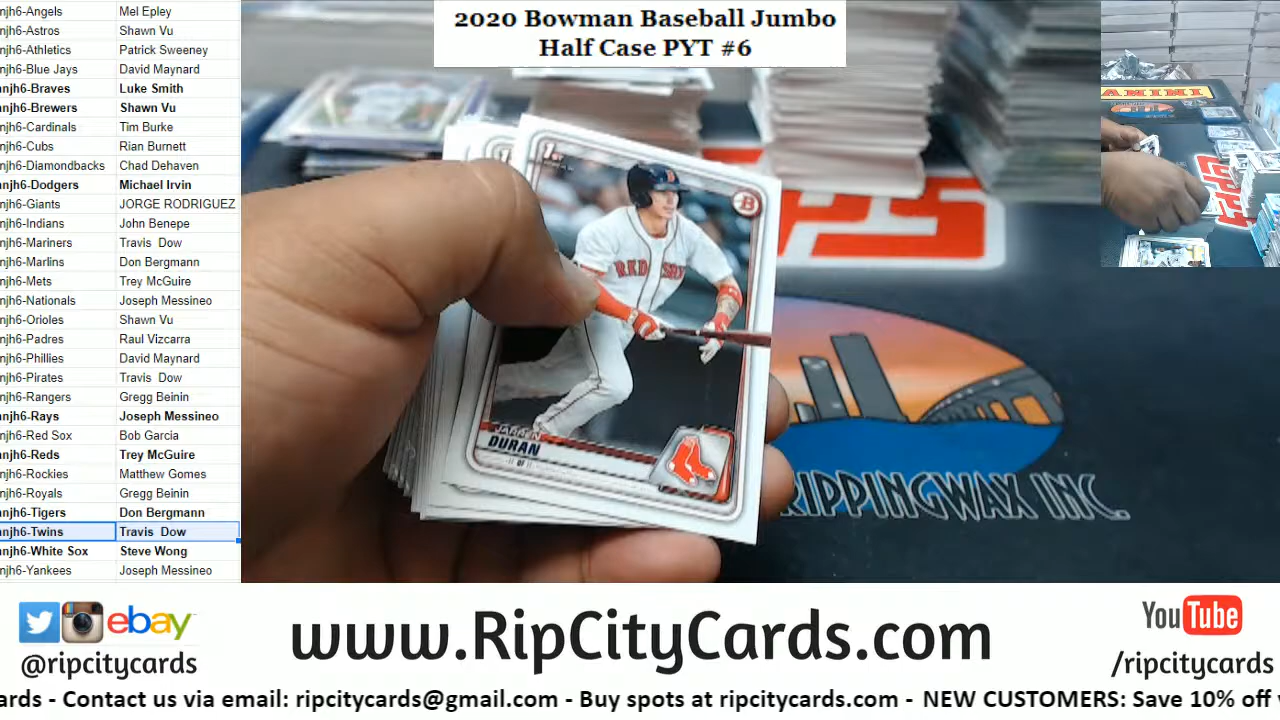 2020 Bowman Baseball Jumbo
Half Case PYT #6
njh6-Angels Mel Epley
njh6-Astros Shawn Vu
njh6-Athletics Patrick Sweeney
njh6-Blue Jays David Maynard
njh6-Braves Luke Smith
njh6-Brewers Shawn Vu
njh6-Cardinals Tim Burke
njh6-Cubs Rian Burnett
njh6-Diamondbacks Chad Dehaven
njh6-Dodgers Michael Irvin
njh6-Giants JORGE RODRIGUEZ
njh6-Indians John Benepe
njh6-Mariners Travis Dow
njh6-Marlins Don Bergmann
njh6-Mets Trey McGuire
njh6-Nationals Joseph Messineo
njh6-Orioles Shawn Vu
njh6-Padres Raul Vizcarra
njh6-Phillies David Maynard
njh6-Pirates Travis Dow
njh6-Rangers Gregg Beinin
njh6-Rays Joseph Messineo
njh6-Red Sox Bob Garcia
njh6-Reds Trey McGuire
njh6-Rockies Matthew Gomes
njh6-Royals Gregg Beinin
njh6-Tigers Don Bergmann
njh6-Twins Travis Dow
njh6-White Sox Steve Wong
njh6-Yankees Joseph Messineo
1st
B
RED SOX
JARREN
DURAN
OF
RIPPINGWAX INC.
PANINI
ebay
@ripcitycards
www.RipCityCards.com
YouTube
/ripcitycards
ards - Contact us via email: ripcitycards@gmail.com - Buy spots at ripcitycards.com - NEW CUSTOMERS: Save 10% off